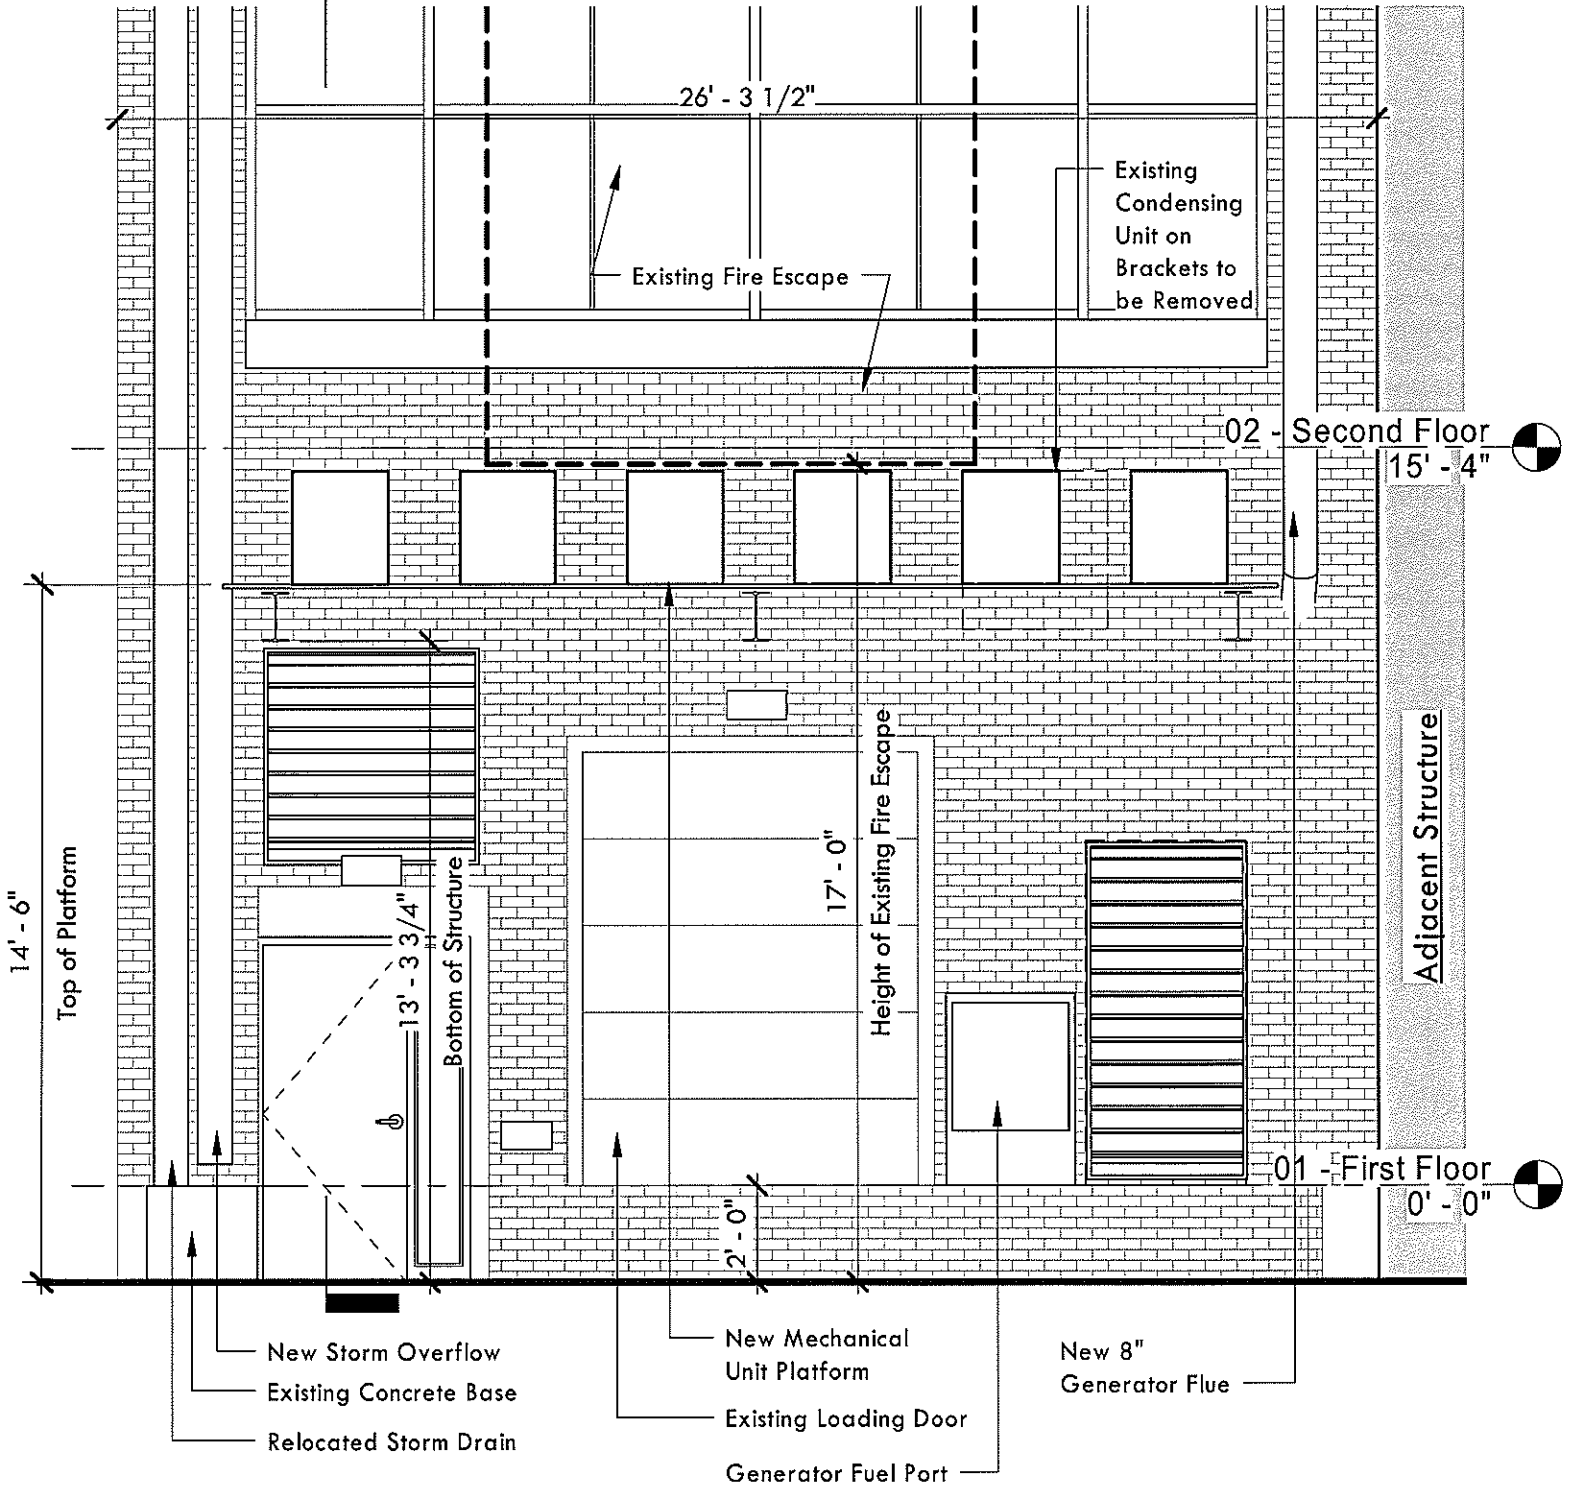 26' - 3 1/2"
Existing
Condensing
Unit on
Brackets to
be Removed
Existing Fire Escape
02 - Second Floor
15' - 4"
14' - 6"
Top of Platform
13' - 3 3/4"
Bottom of Structure
17' - 0"
Height of Existing Fire Escape
Adjacent Structure
01 - First Floor
0' - 0"
2' - 0"
New Storm Overflow
Existing Concrete Base
Relocated Storm Drain
New Mechanical
Unit Platform
Existing Loading Door
Generator Fuel Port
New 8"
Generator Flue